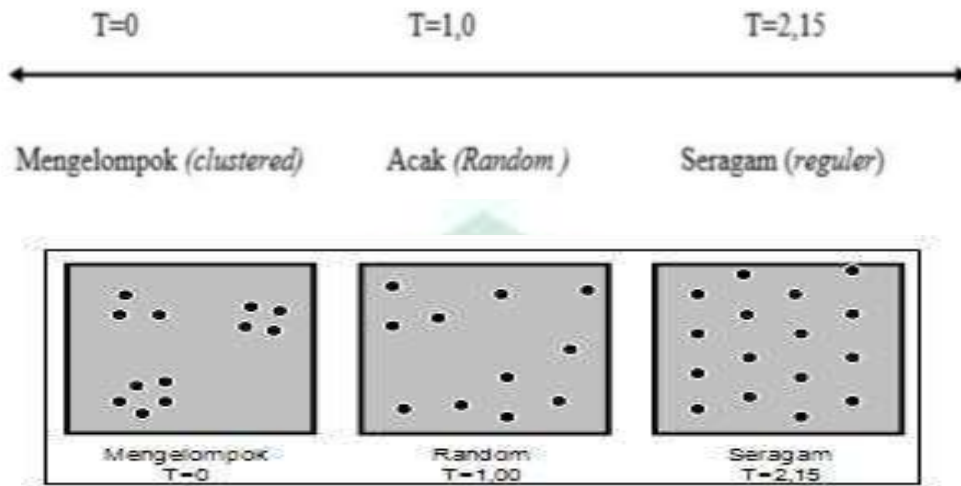 T=0 T=1,0 T=2,15
Mengelompok (clustered) Acak (Random ) Seragam (reguler)
Mengelompok Random Seragam
T=0 T=1,00 T=2,15